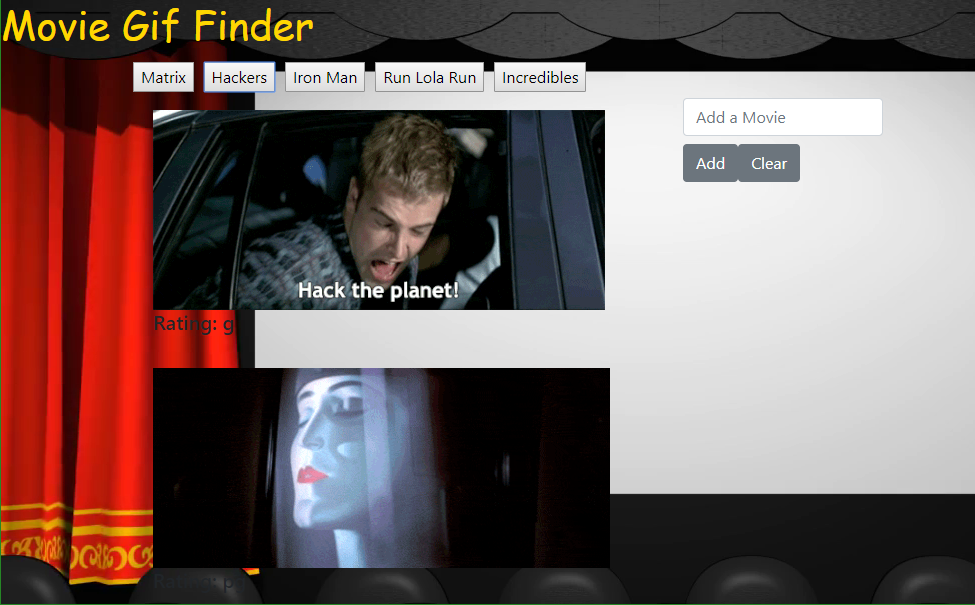 Movie Gif Finder
Matrix Hackers Iron Man Run Lola Run Incredibles
Add a Movie
Add Clear
Hack the planet!
Rating: g
Rating: p